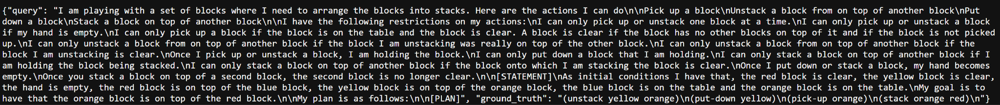 {"query": "I am playing with a set of blocks where I need to arrange the blocks into stacks. Here are the actions I can do\n\nPick up a block\nUnstack a block from on top of another block\nPut
down a block\nStack a block on top of another block\n\nI have the following restrictions on my actions:\nI can only pick up or unstack one block at a time.\nI can only pick up or unstack a block
if my hand is empty.\nI can only pick up a block if the block is on the table and the block is clear. A block is clear if the block has no other blocks on top of it and if the block is not picked
up.\nI can only unstack a block from on top of another block if the block I am unstacking was really on top of the other block.\nI can only unstack a block from on top of another block if the
block I am unstacking is clear.\nOnce I pick up or unstack a block, I am holding the block.\nI can only put down a block that I am holding.\nI can only stack a block on top of another block if I
am holding the block being stacked.\nI can only stack a block on top of another block if the block onto which I am stacking the block is clear.\nOnce I put down or stack a block, my hand becomes
empty.\nOnce you stack a block on top of a second block, the second block is no longer clear.\n\n[STATEMENT]\nAs initial conditions I have that, the red block is clear, the yellow block is clear,
the hand is empty, the red block is on top of the blue block, the yellow block is on top of the orange block, the blue block is on the table and the orange block is on the table.\nMy goal is to
have that the orange block is on top of the red block.\n\nMy plan is as follows:\n\n[PLAN]", "ground_truth": "(unstack yellow orange)\n(put-down yellow)\n(pick-up orange)\n(stack orange red)\n"}